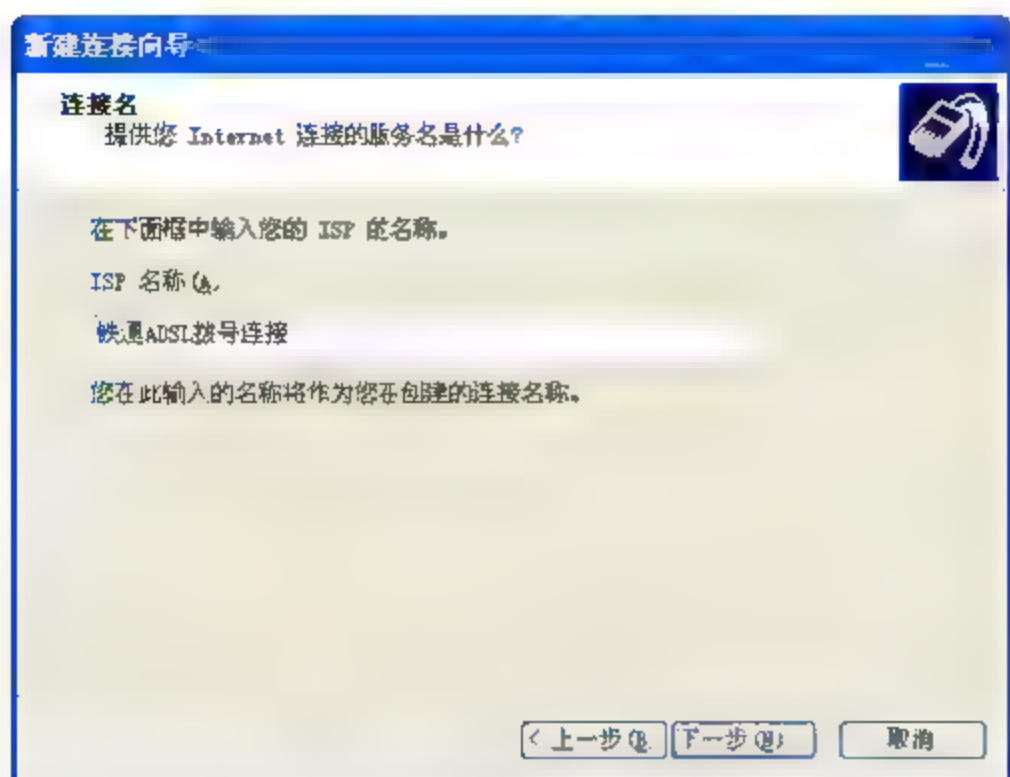 新建连接向导
连接名
提供您 Internet 连接的服务名是什么?
在下面框中输入您的 ISP 的名称。
ISP 名称(A)
铁通ADSL拨号连接
您在此输入的名称将作为您在创建的连接名称。
< 上一步(B)
下一步(N)
取消